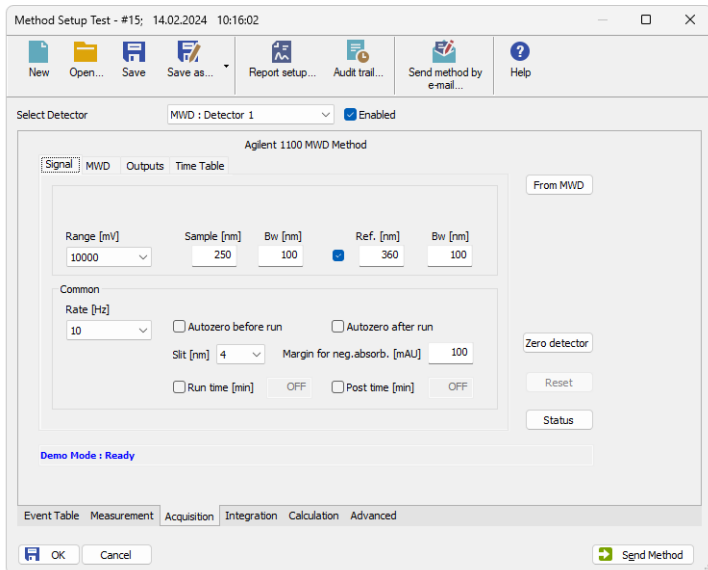 Method Setup Test - #15;  14.02.2024  10:16:02
New Open... Save Save as... Report setup... Audit trail... Send method by e-mail... Help
Select Detector MWD : Detector 1 Enabled
Agilent 1100 MWD Method
Signal MWD Outputs Time Table
From MWD
Range [mV] Sample [nm] Bw [nm] Ref. [nm] Bw [nm]
10000 250 100 360 100
Common
Rate [Hz]
10 Autozero before run Autozero after run
Zero detector
Slit [nm] 4 Margin for neg.absorb. [mAU] 100
Run time [min] OFF Post time [min] OFF
Reset
Status
Demo Mode : Ready
Event Table Measurement Acquisition Integration Calculation Advanced
OK Cancel Send Method